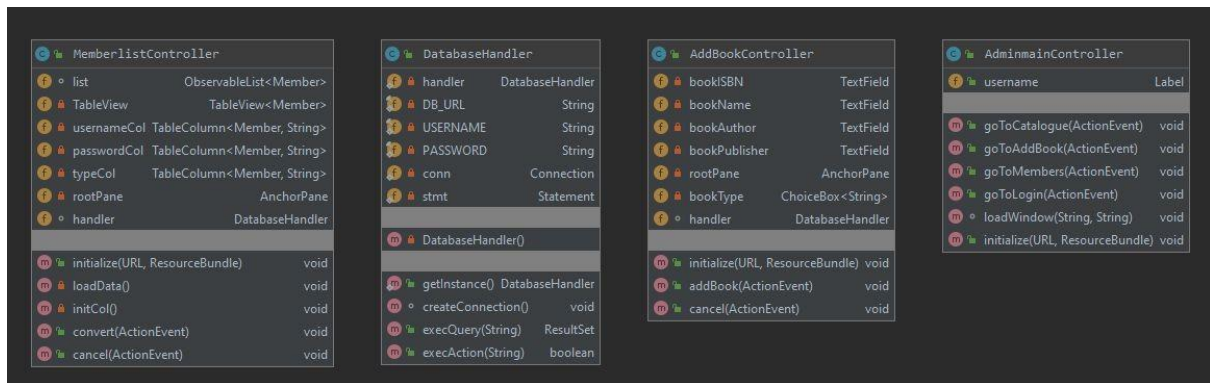 MemberlistController
list ObservableList<Member>
TableView TableView<Member>
usernameCol TableColumn<Member, String>
passwordCol TableColumn<Member, String>
typeCol TableColumn<Member, String>
rootPane AnchorPane
handler DatabaseHandler
initialize(URL, ResourceBundle) void
loadData() void
initCol() void
convert(ActionEvent) void
cancel(ActionEvent) void
DatabaseHandler
handler DatabaseHandler
DB_URL String
USERNAME String
PASSWORD String
conn Connection
stmt Statement
DatabaseHandler()
getInstance() DatabaseHandler
createConnection() void
execQuery(String) ResultSet
execAction(String) boolean
AddBookController
bookISBN TextField
bookName TextField
bookAuthor TextField
bookPublisher TextField
rootPane AnchorPane
bookType ChoiceBox<String>
handler DatabaseHandler
initialize(URL, ResourceBundle) void
addBook(ActionEvent) void
cancel(ActionEvent) void
AdminmainController
username Label
goToCatalogue(ActionEvent) void
goToAddBook(ActionEvent) void
goToMembers(ActionEvent) void
goToLogin(ActionEvent) void
loadWindow(String, String) void
initialize(URL, ResourceBundle) void